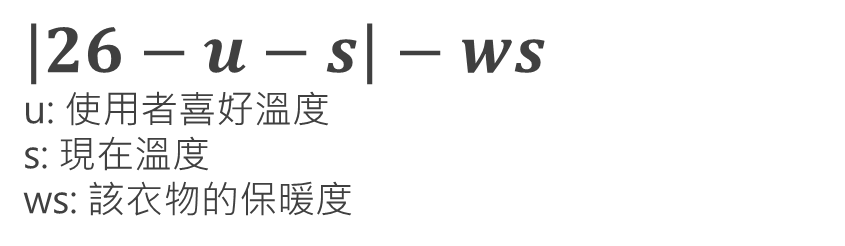 |26 − u − s| − ws
u: 使用者喜好溫度
s: 現在溫度
ws: 該衣物的保暖度